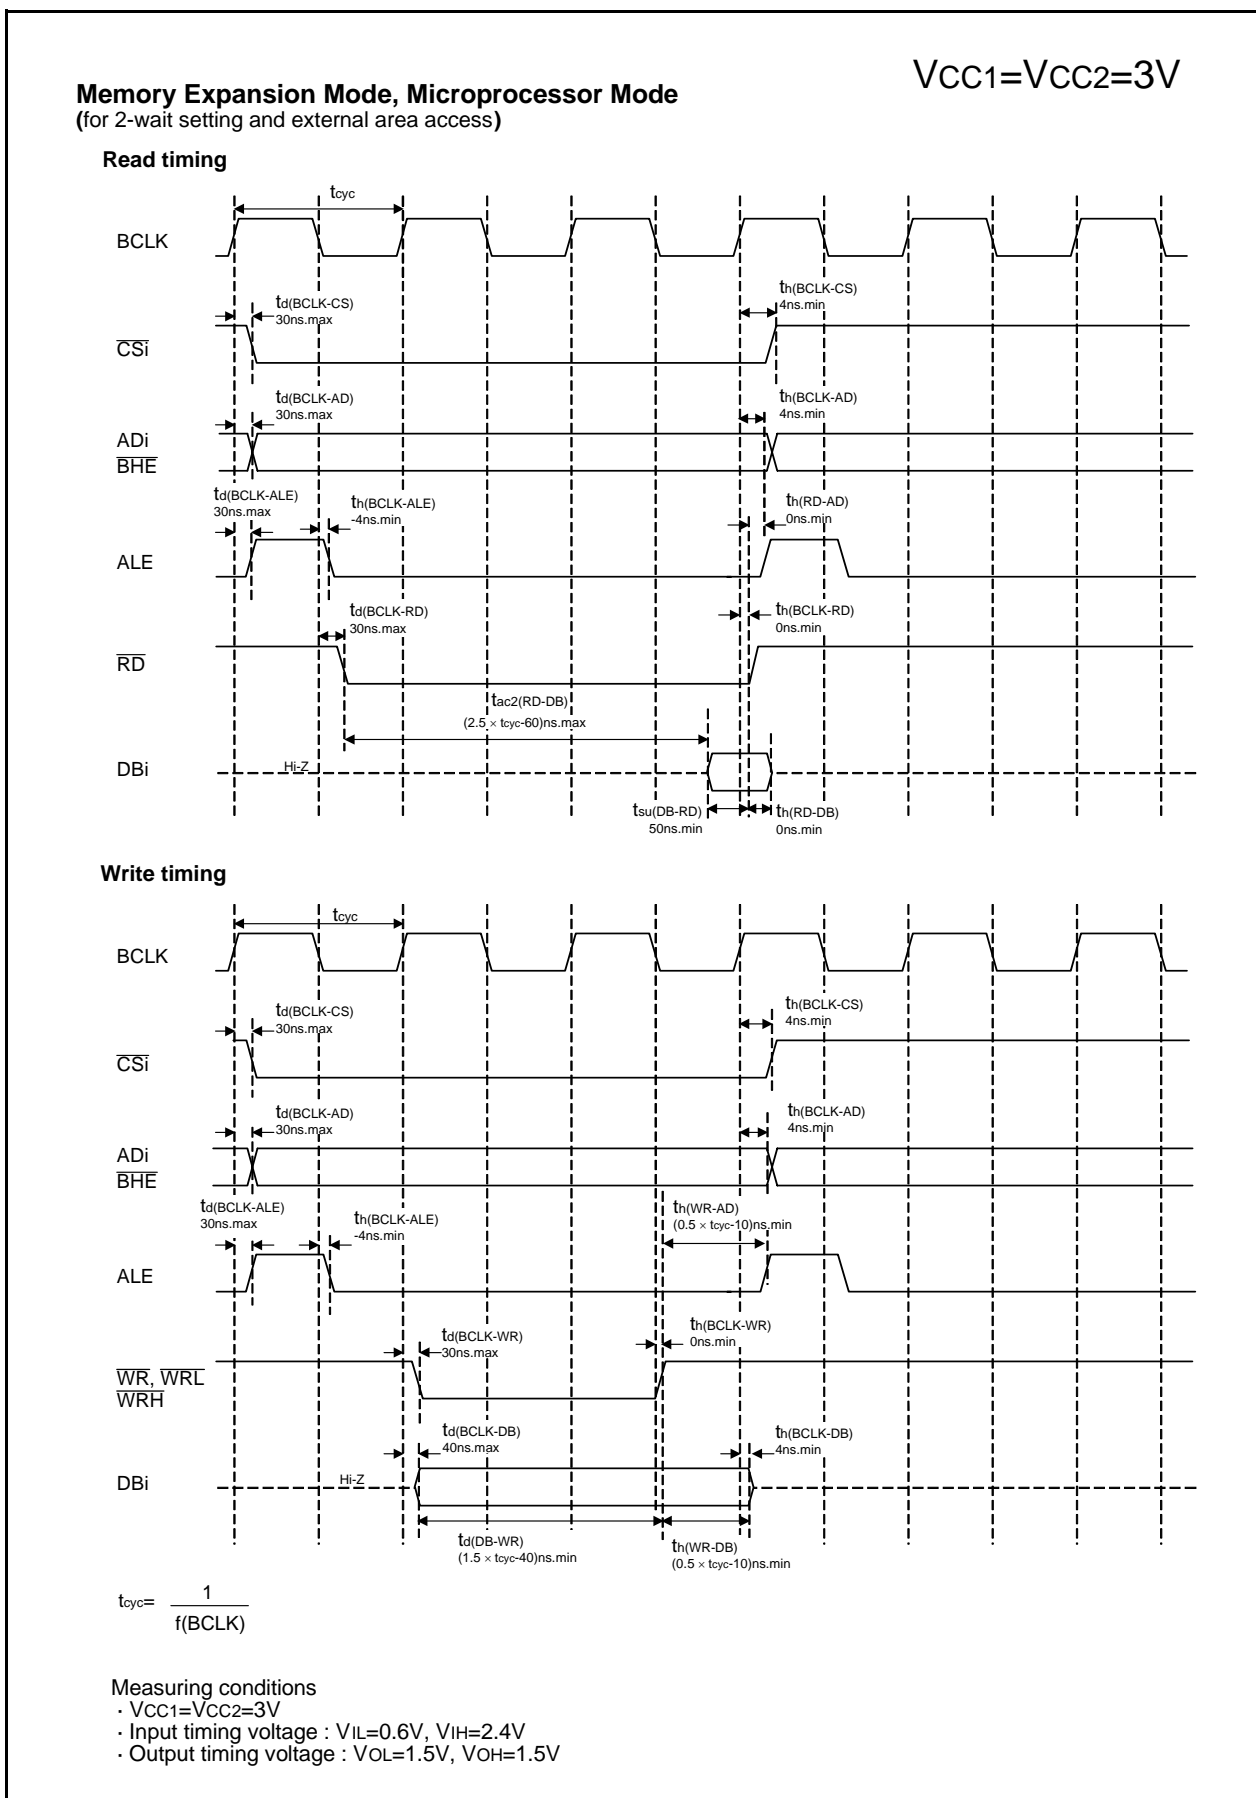 VCC1=VCC2=3V
Memory Expansion Mode, Microprocessor Mode
(for 2-wait setting and external area access)
Read timing
tcyc
BCLK
td(BCLK-CS)
30ns.max
th(BCLK-CS)
4ns.min
CSi
td(BCLK-AD)
30ns.max
th(BCLK-AD)
4ns.min
ADi
BHE
td(BCLK-ALE)
30ns.max
th(BCLK-ALE)
-4ns.min
th(RD-AD)
0ns.min
ALE
td(BCLK-RD)
30ns.max
th(BCLK-RD)
0ns.min
RD
tac2(RD-DB)
(2.5 × tcyc-60)ns.max
DBi
Hi-Z
tsu(DB-RD)
50ns.min
th(RD-DB)
0ns.min
Write timing
tcyc
BCLK
td(BCLK-CS)
30ns.max
th(BCLK-CS)
4ns.min
CSi
td(BCLK-AD)
30ns.max
th(BCLK-AD)
4ns.min
ADi
BHE
td(BCLK-ALE)
30ns.max
th(BCLK-ALE)
-4ns.min
th(WR-AD)
(0.5 × tcyc-10)ns.min
ALE
td(BCLK-WR)
30ns.max
th(BCLK-WR)
0ns.min
WR, WRL
WRH
td(BCLK-DB)
40ns.max
th(BCLK-DB)
4ns.min
DBi
Hi-Z
td(DB-WR)
(1.5 × tcyc-40)ns.min
th(WR-DB)
(0.5 × tcyc-10)ns.min
tcyc= 1
f(BCLK)
Measuring conditions
· VCC1=VCC2=3V
· Input timing voltage : VIL=0.6V, VIH=2.4V
· Output timing voltage : VOL=1.5V, VOH=1.5V